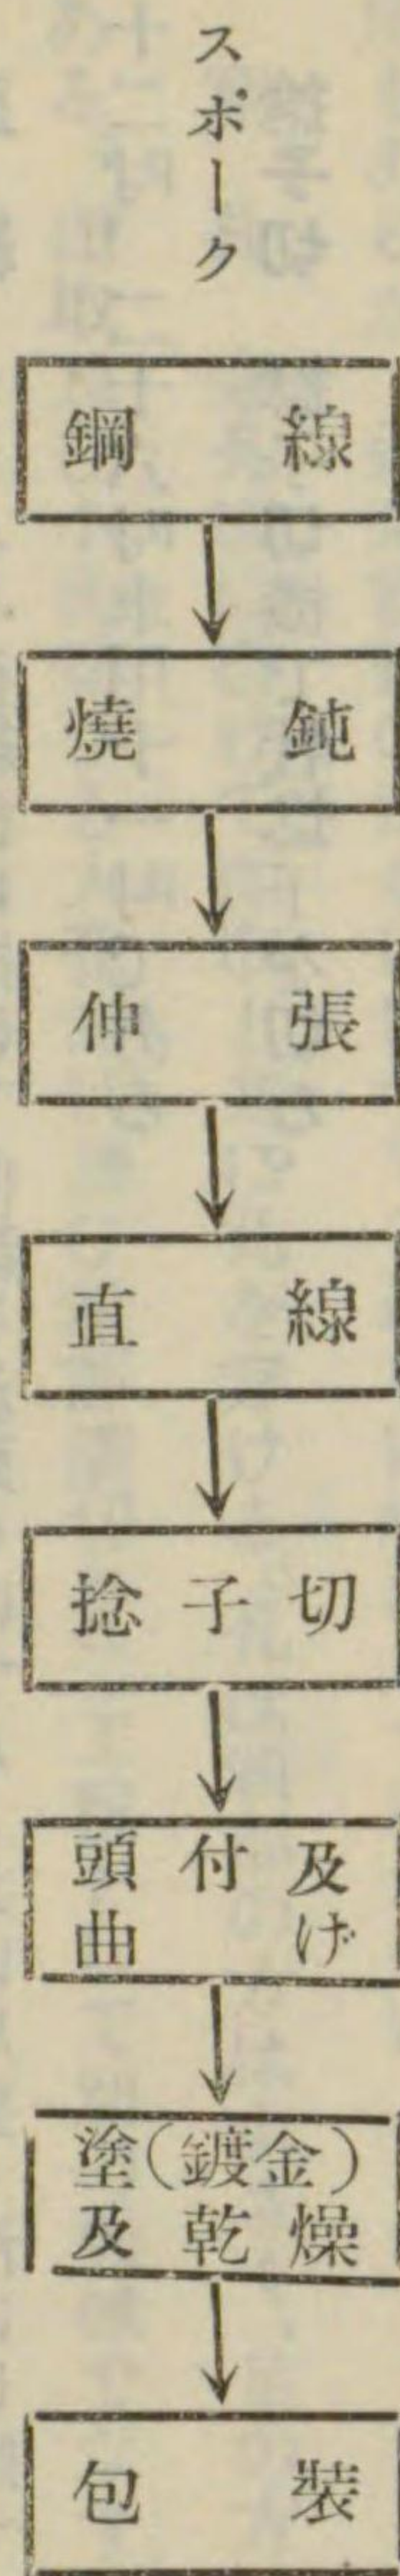 スポーク
鋼線
燒鈍
伸張
直線
捻子切
頭付及
曲げ
塗(鍍金)
及乾燥
包裝